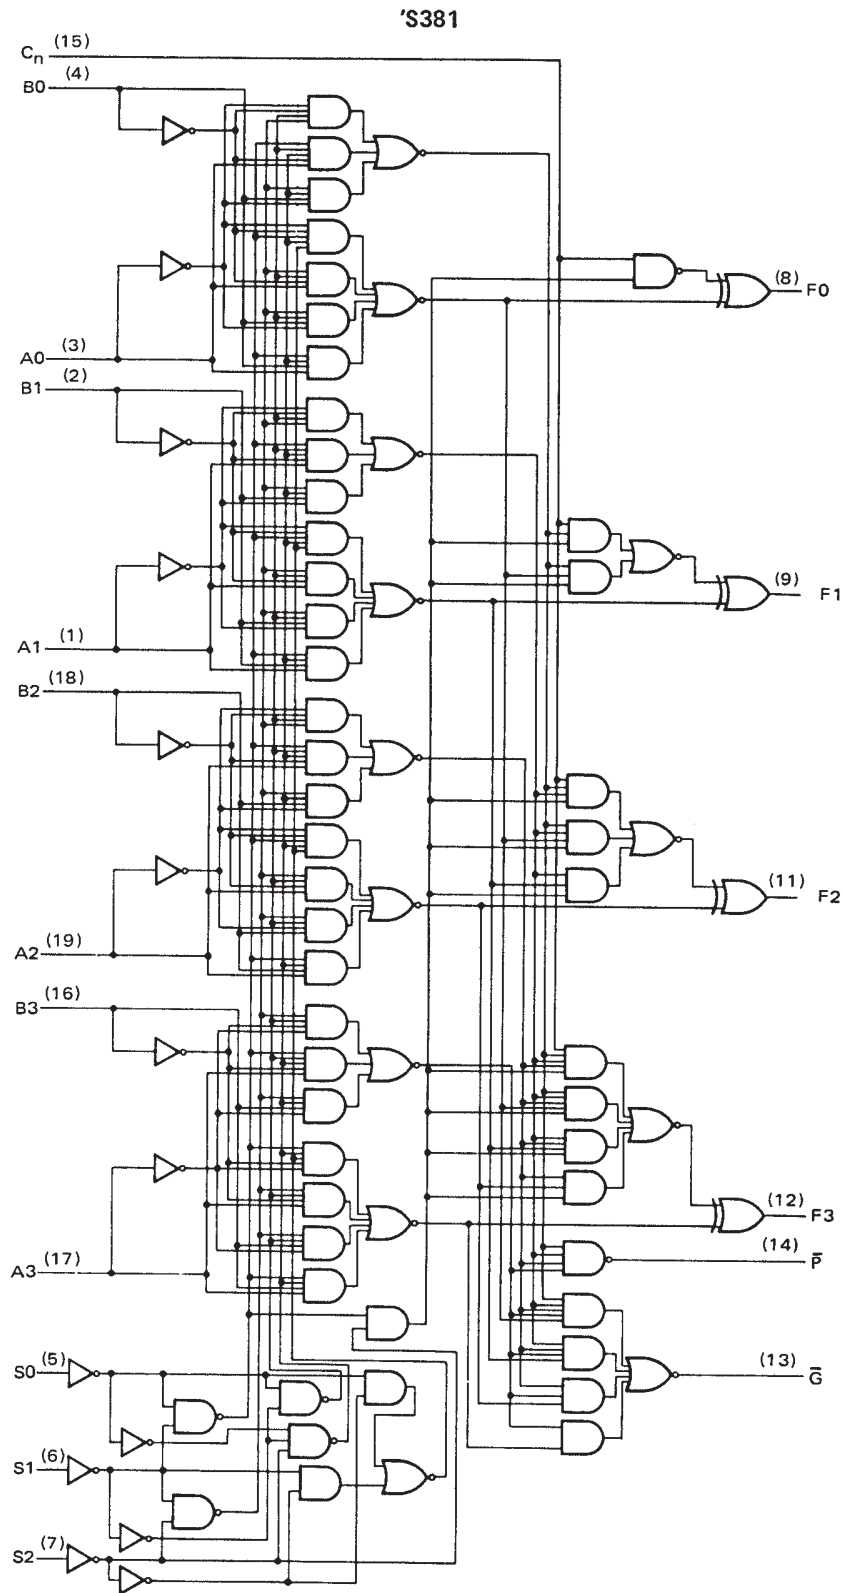 'S381
Cn (15)
B0 (4)
(8) F0
A0 (3)
B1 (2)
(9) F1
A1 (1)
B2 (18)
(11) F2
A2 (19)
B3 (16)
(12) F3
(14) P̅
A3 (17)
S0 (5)
(13) G̅
S1 (6)
S2 (7)